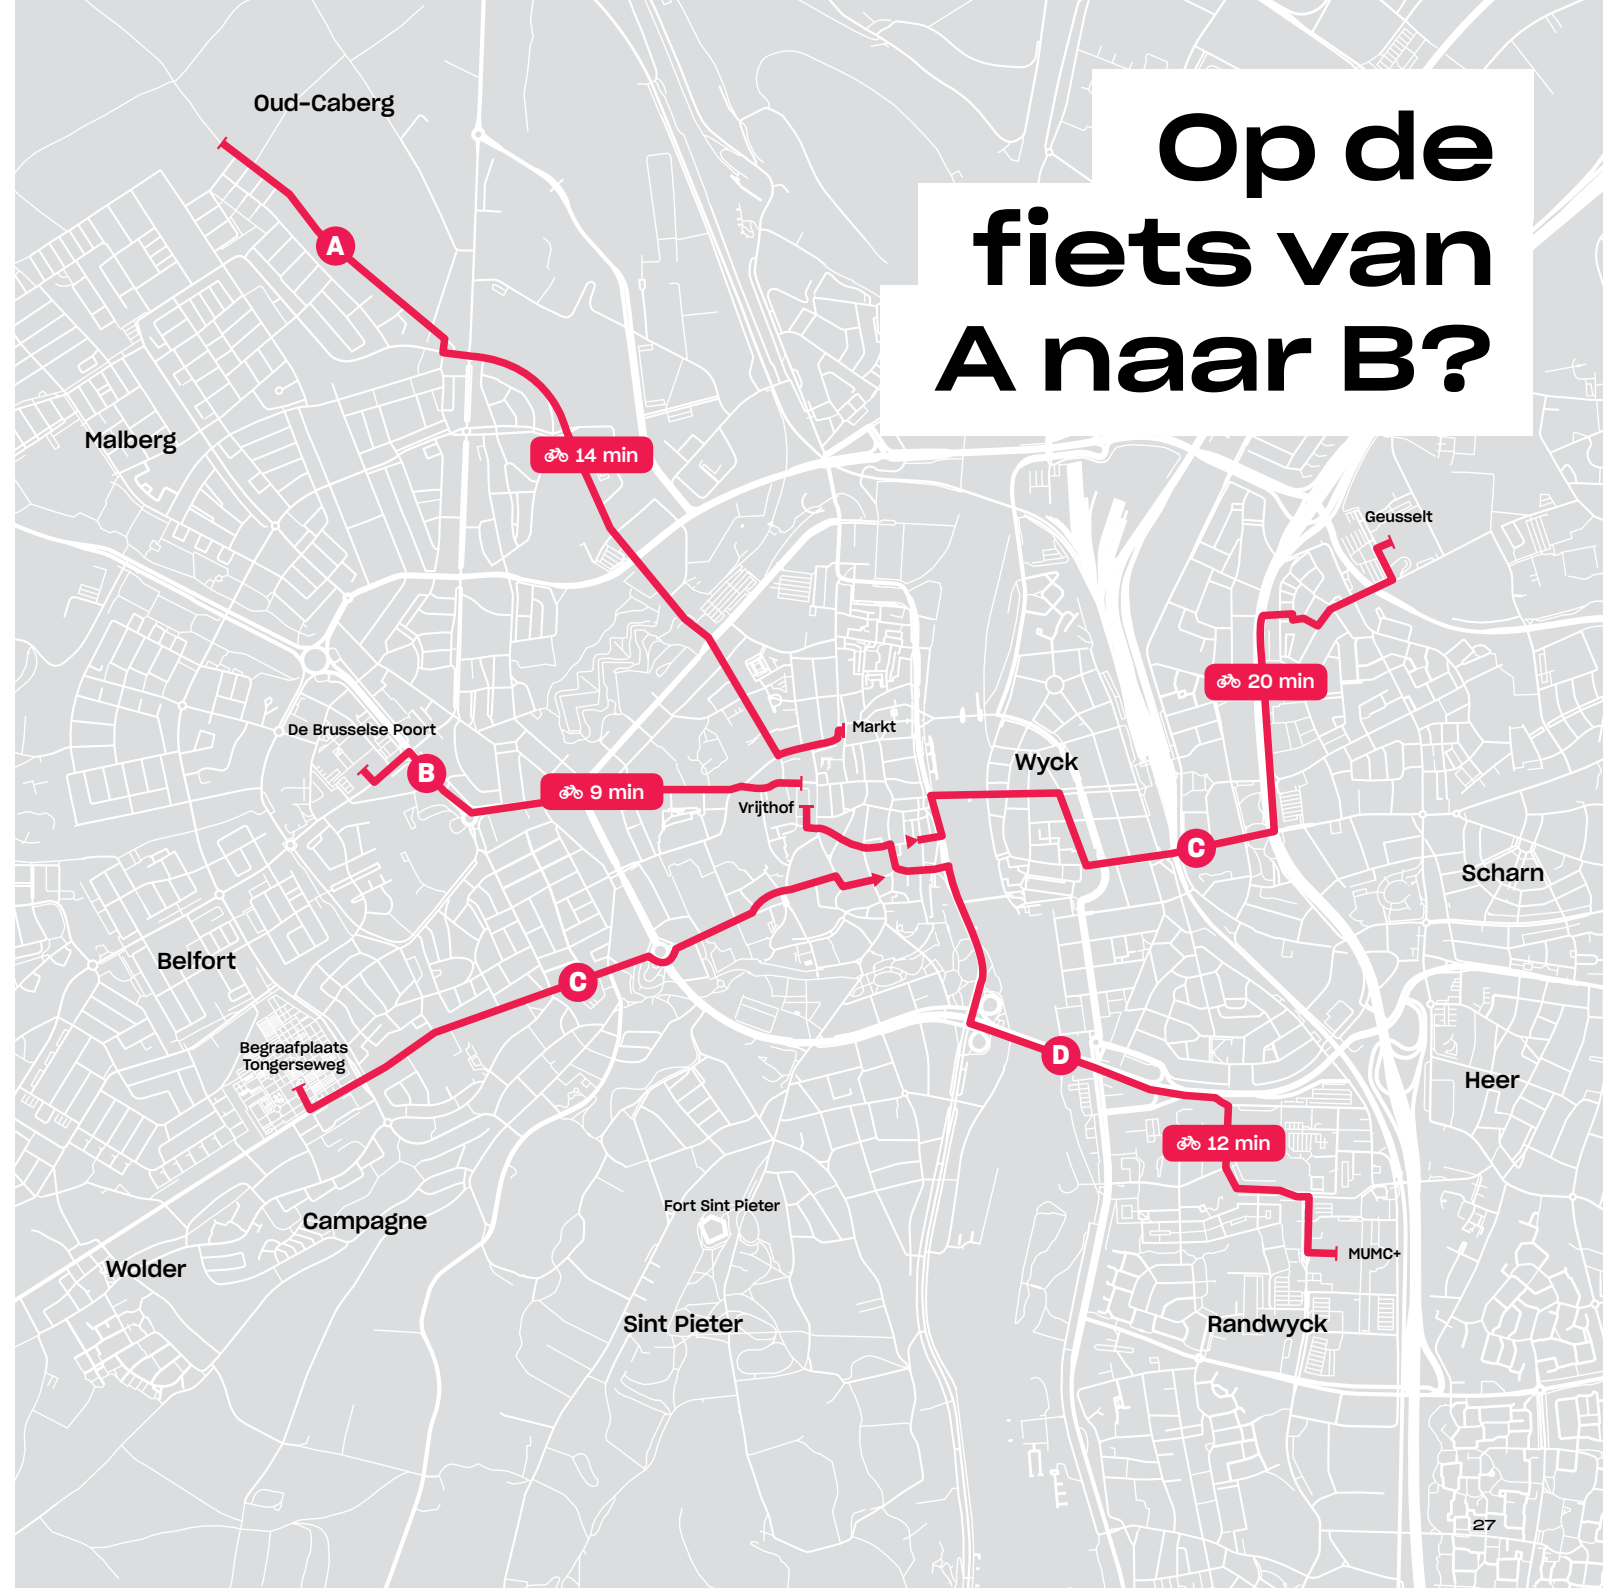 Op de
fiets van
A naar B?
Oud-Caberg
A
Malberg
14 min
Geusselt
20 min
De Brusselse Poort
Markt
B
9 min
Wyck
Vrijthof
C
Scharn
Belfort
C
Begraafplaats
Tongerseweg
D
Heer
12 min
Fort Sint Pieter
Campagne
MUMC+
Wolder
Sint Pieter
Randwyck
27